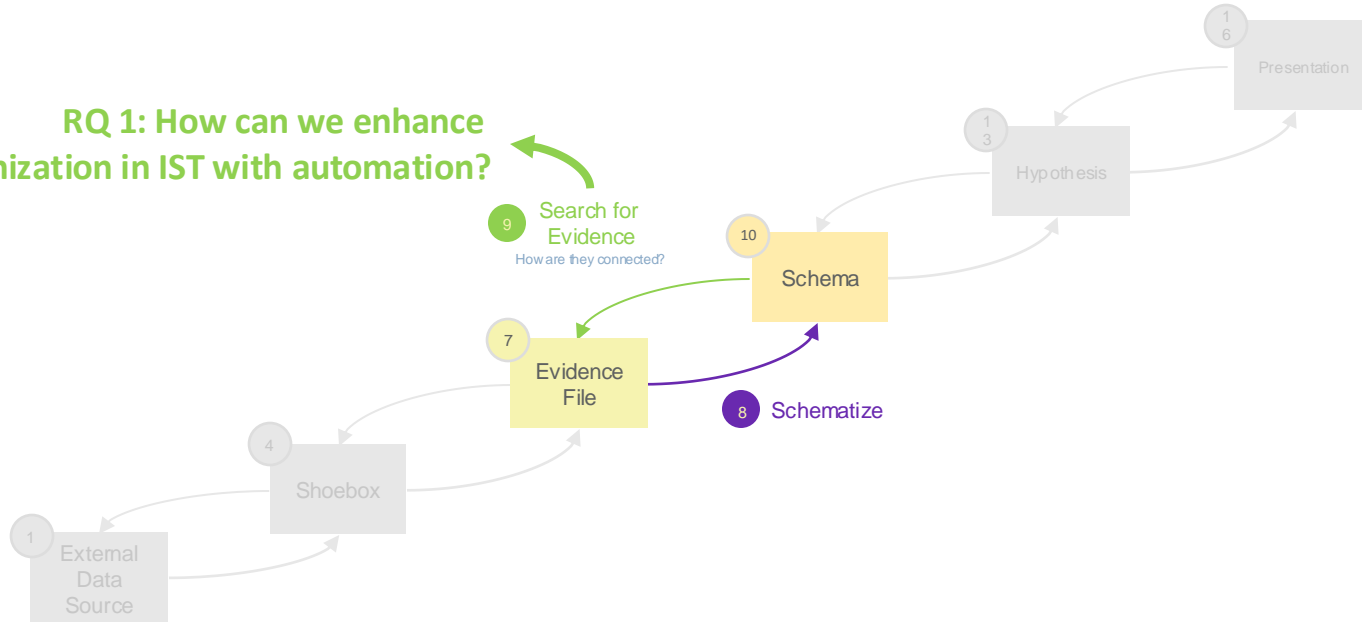 1
6
Presentation
RQ 1: How can we enhance
nization in IST with automation?
1
3
Hypothesis
9
Search for
Evidence
How are they connected?
10
Schema
7
Evidence
File
8
Schematize
4
Shoebox
1
External
Data
Source